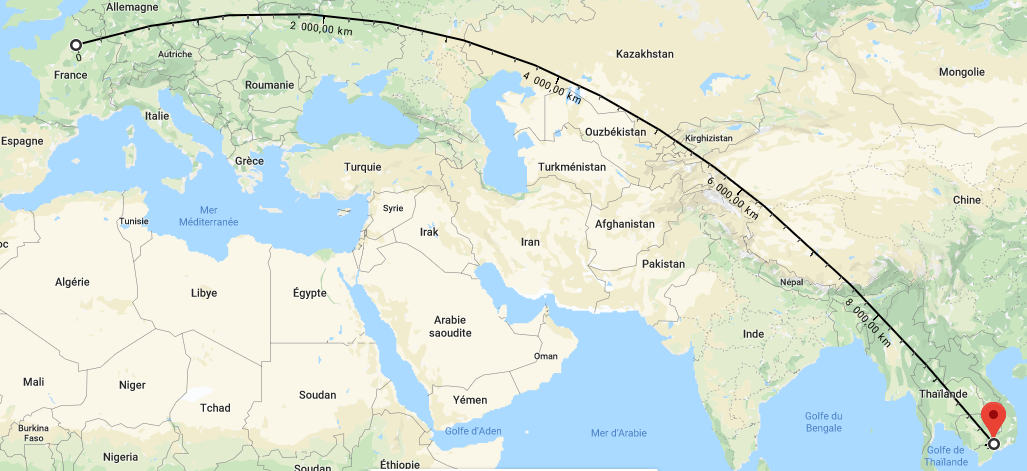 Allemagne
2 000,00 km
0
Autriche
Kazakhstan
France
Mongolie
Roumanie
4 000,00 km
Italie
Ouzbékistan
Kirghizistan
Espagne
Grèce
Turquie
Turkménistan
6 000,00 km
Chine
Mer
Méditerranée
Syrie
Tunisie
Afghanistan
Irak
Iran
oc
Pakistan
Algérie
Libye
Égypte
Népal
8 000,00 km
Arabie
saoudite
Inde
Oman
Mali
Niger
Soudan
Thaïlande
Yémen
Tchad
Golfe du
Bengale
Burkina
Faso
Golfe d'Aden
Mer d'Arabie
Nigeria
Golfe de
Thaïlande
Soudan
Éthiopie